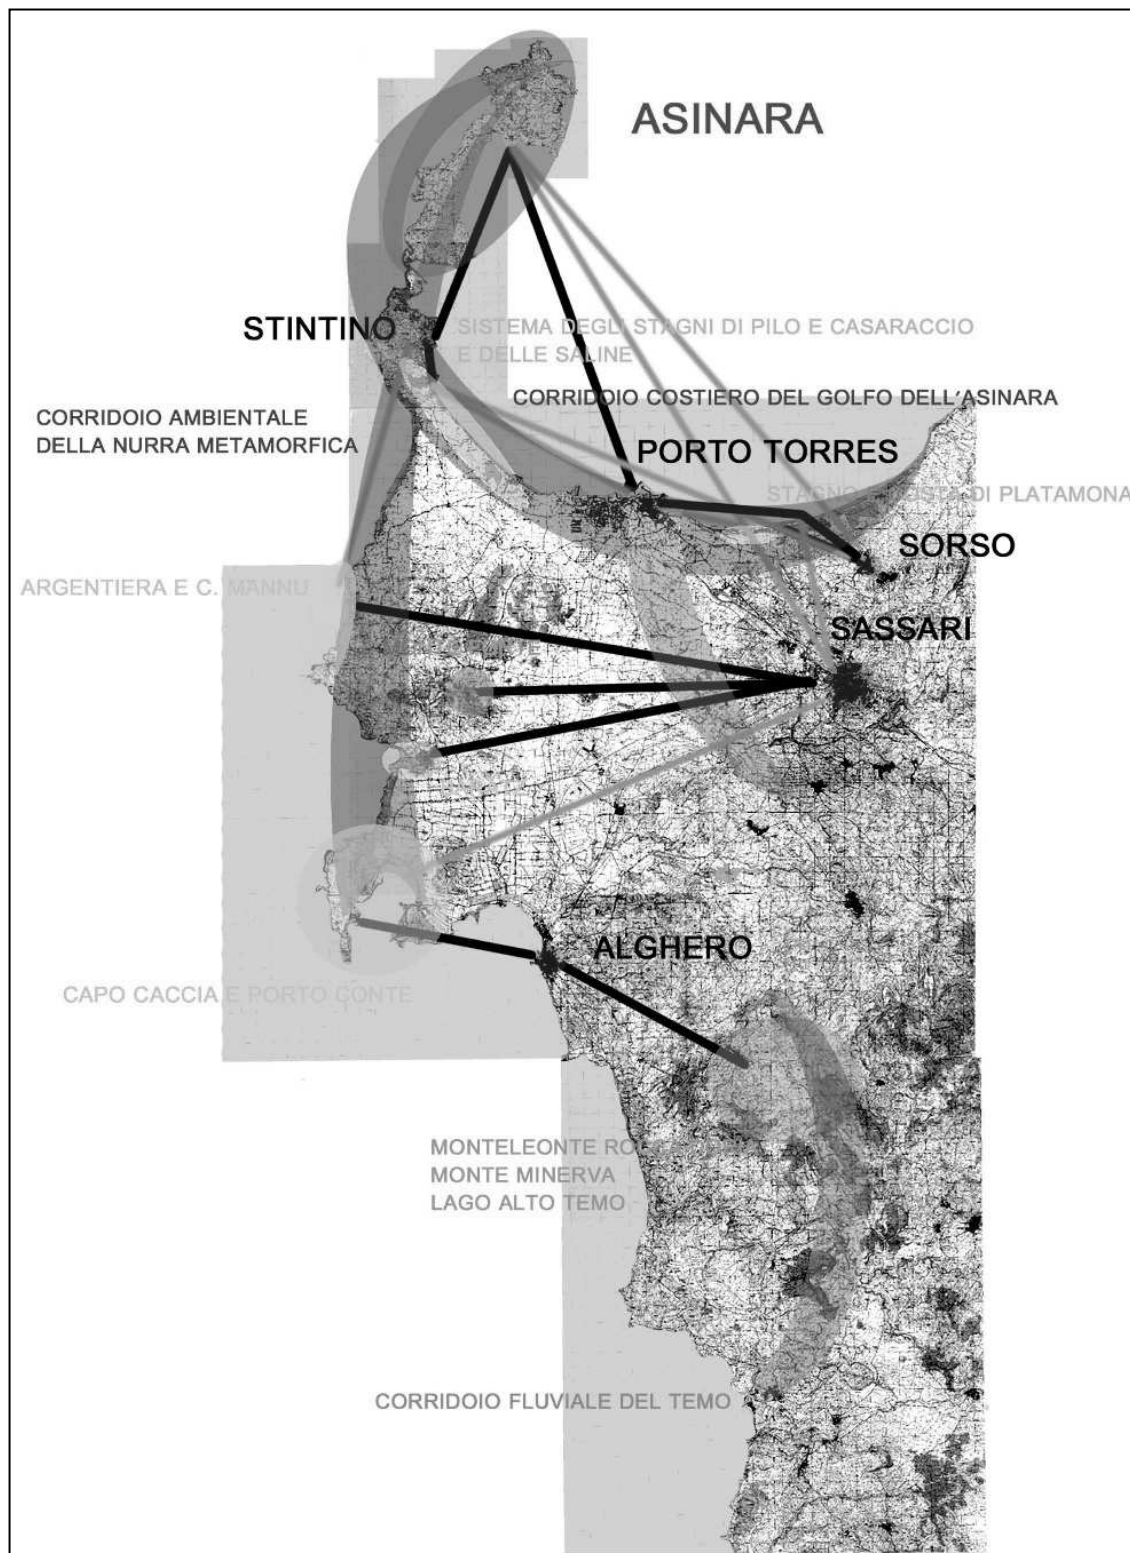 ASINARA
STINTINO
SISTEMA DEGLI STAGNI DI PILO E CASARACCIO
E DELLE SALINE
CORRIDOIO COSTIERO DEL GOLFO DELL'ASINARA
CORRIDOIO AMBIENTALE
DELLA NURRA METAMORFICA
PORTO TORRES
STAGNO DI PLATAMONA
SORSO
ARGENTIERA E C. MANNU
SASSARI
ALGHERO
CAPO CACCIA E PORTO CONTE
MONTELEONTE
MONTE MINERVA
LAGO ALTO TEMO
CORRIDOIO FLUVIALE DEL TEMO